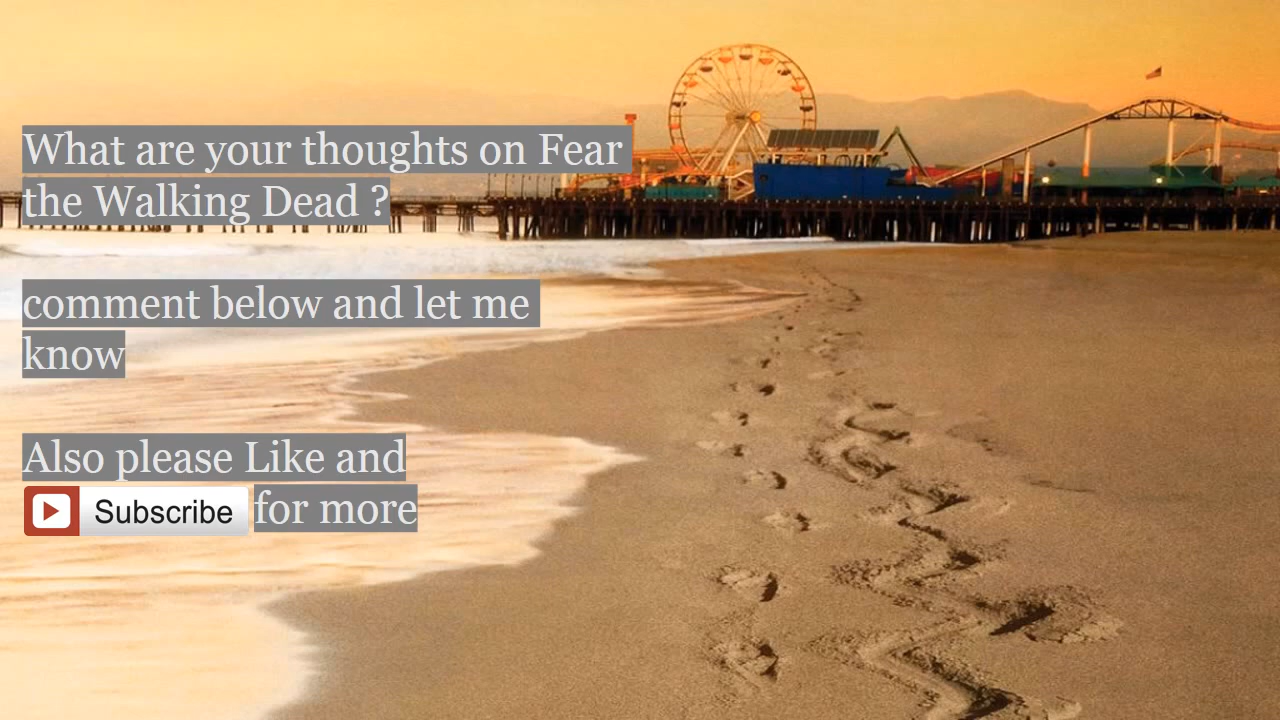 What are your thoughts on Fear
the Walking Dead ?
comment below and let me
know
Also please Like and
Subscribe for more